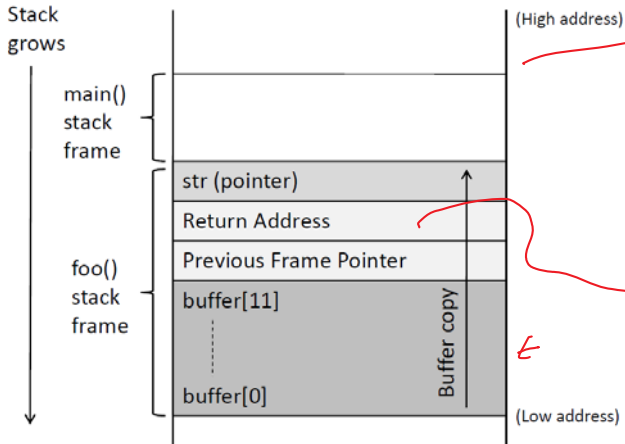 Stack
grows
(High address)
main()
stack
frame
str (pointer)
Return Address
Previous Frame Pointer
foo()
stack
frame
buffer[11]
buffer[0]
Buffer copy
(Low address)